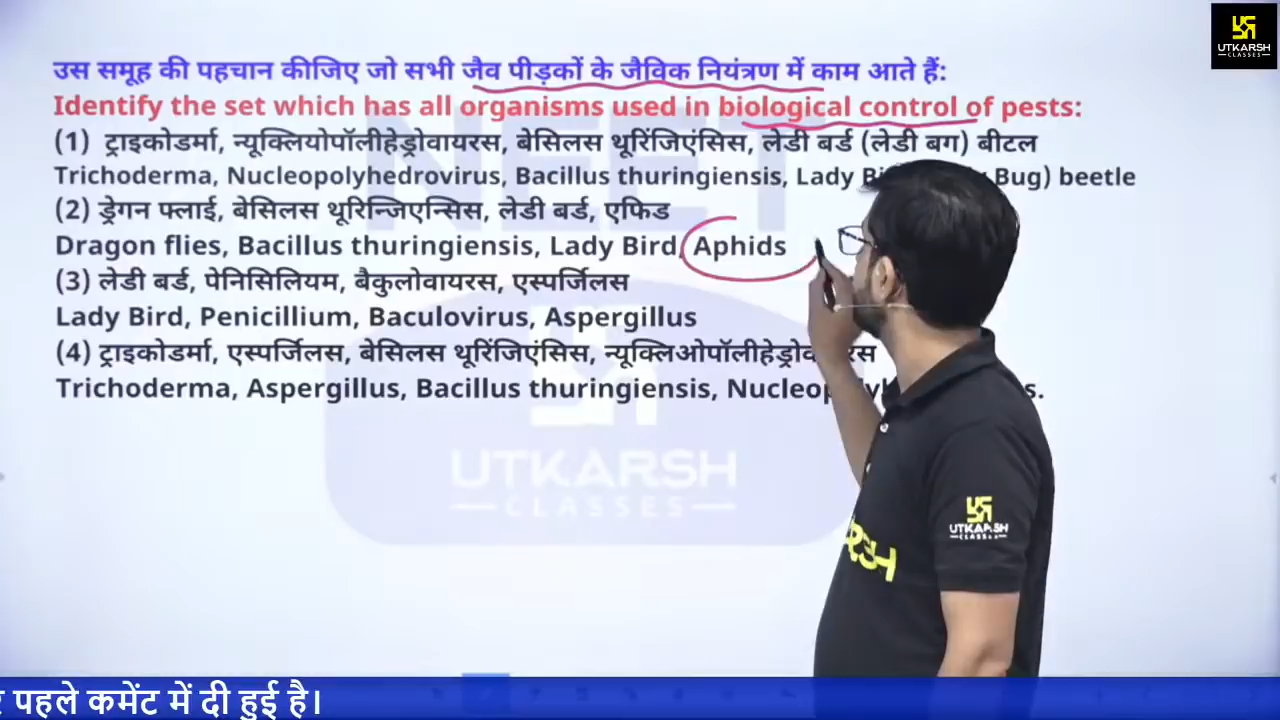 UTKARSH
CLASSES
उस समूह की पहचान कीजिए जो सभी जैव पीड़कों के जैविक नियंत्रण में काम आते हैं:
Identify the set which has all organisms used in biological control of pests:
(1) ट्राइकोडर्मा, न्यूक्लियोपॉलीहेड्रोवायरस, बेसिलस थूरिंजिएंसिस, लेडी बर्ड (लेडी बग) बीटल
Trichoderma, Nucleopolyhedrovirus, Bacillus thuringiensis, Lady Bug) beetle
(2) ड्रेगन फ्लाई, बेसिलस थूरिन्जिएन्सिस, लेडी बर्ड, एफिड
Dragon flies, Bacillus thuringiensis, Lady Bird, Aphids
(3) लेडी बर्ड, पेनिसिलियम, बैकुलोवायरस, एस्पर्जिलस
Lady Bird, Penicillium, Baculovirus, Aspergillus
(4) ट्राइकोडर्मा, एस्पर्जिलस, बेसिलस थूरिंजिएंसिस,
Trichoderma, Aspergillus, Bacillus thuringiensis,
NEET
UTKARSH
CLASSES
UTKARSH
CLASSES
पहले कमेंट में दी हुई है।